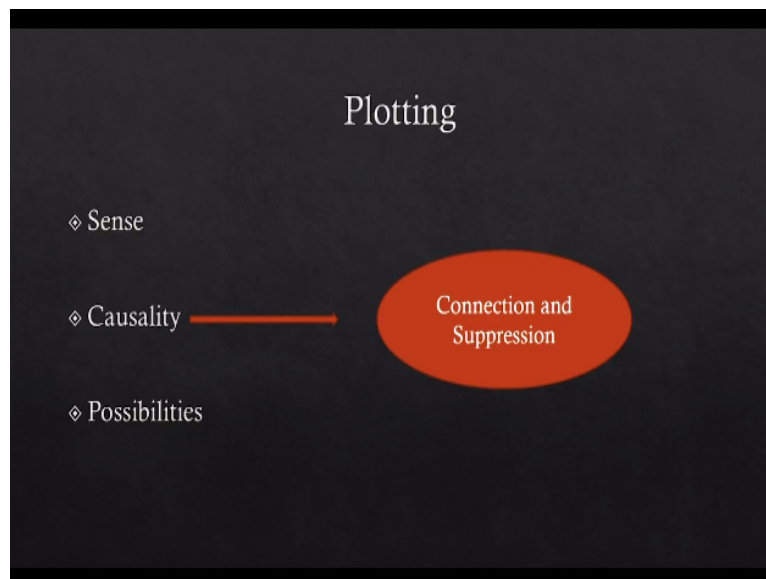 Plotting
Sense
Causality
Connection and
Suppression
Possibilities